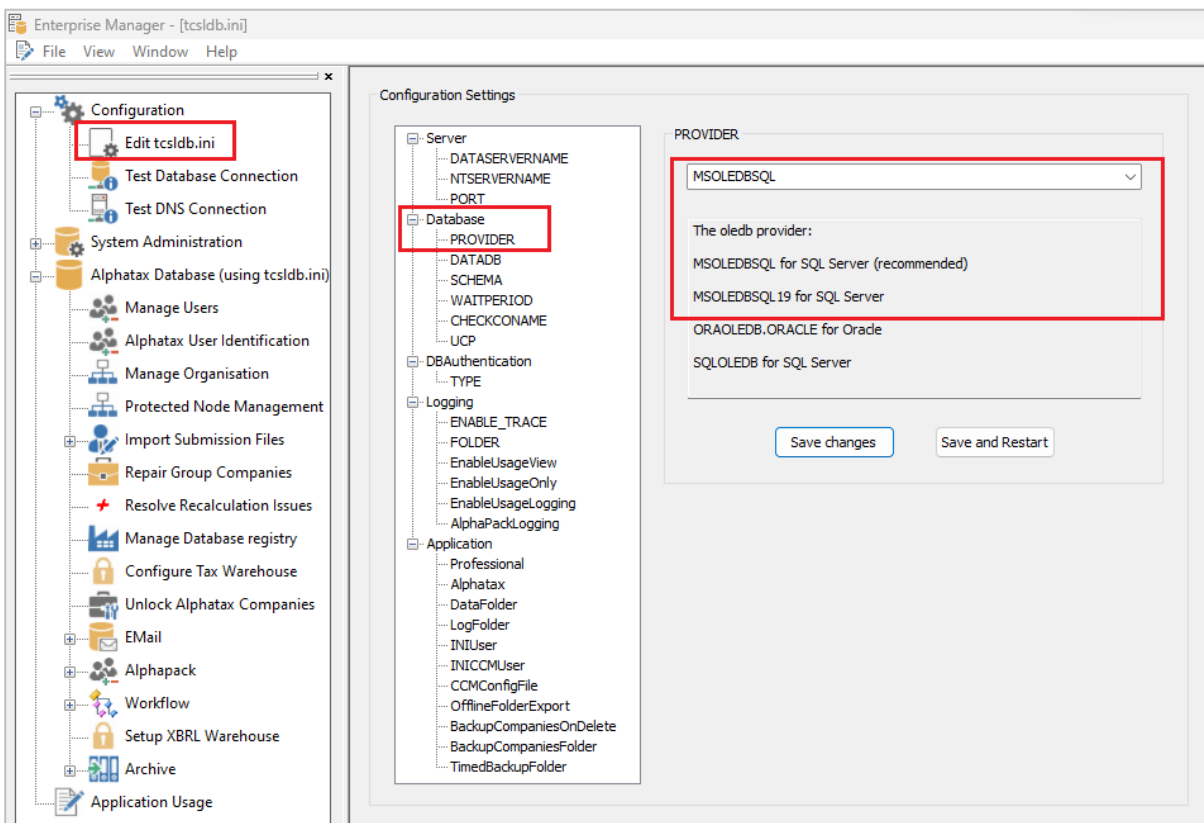 Enterprise Manager - [tcsldb.ini]
File View Window Help
Configuration
Edit tcsldb.ini
Test Database Connection
Test DNS Connection
System Administration
Alphatax Database (using tcsldb.ini)
Manage Users
Alphatax User Identification
Manage Organisation
Protected Node Management
Import Submission Files
Repair Group Companies
Resolve Recalculation Issues
Manage Database registry
Configure Tax Warehouse
Unlock Alphatax Companies
EMail
Alphapack
Workflow
Setup XBRL Warehouse
Archive
Application Usage
Configuration Settings
Server
DATASERVERNAME
NTSERVERNAME
PORT
Database
PROVIDER
DATADB
SCHEMA
WAITPERIOD
CHECKCONAME
UCP
DBAuthentication
TYPE
Logging
ENABLE_TRACE
FOLDER
EnableUsageView
EnableUsageOnly
EnableUsageLogging
AlphaPackLogging
Application
Professional
Alphatax
DataFolder
LogFolder
INIUser
INICCMUser
CCMConfigFile
OfflineFolderExport
BackupCompaniesOnDelete
BackupCompaniesFolder
TimedBackupFolder
PROVIDER
MSOLEDBSQL
The oledb provider:
MSOLEDBSQL for SQL Server (recommended)
MSOLEDBSQL19 for SQL Server
ORAOLEDB.ORACLE for Oracle
SQLOLEDB for SQL Server
Save changes
Save and Restart